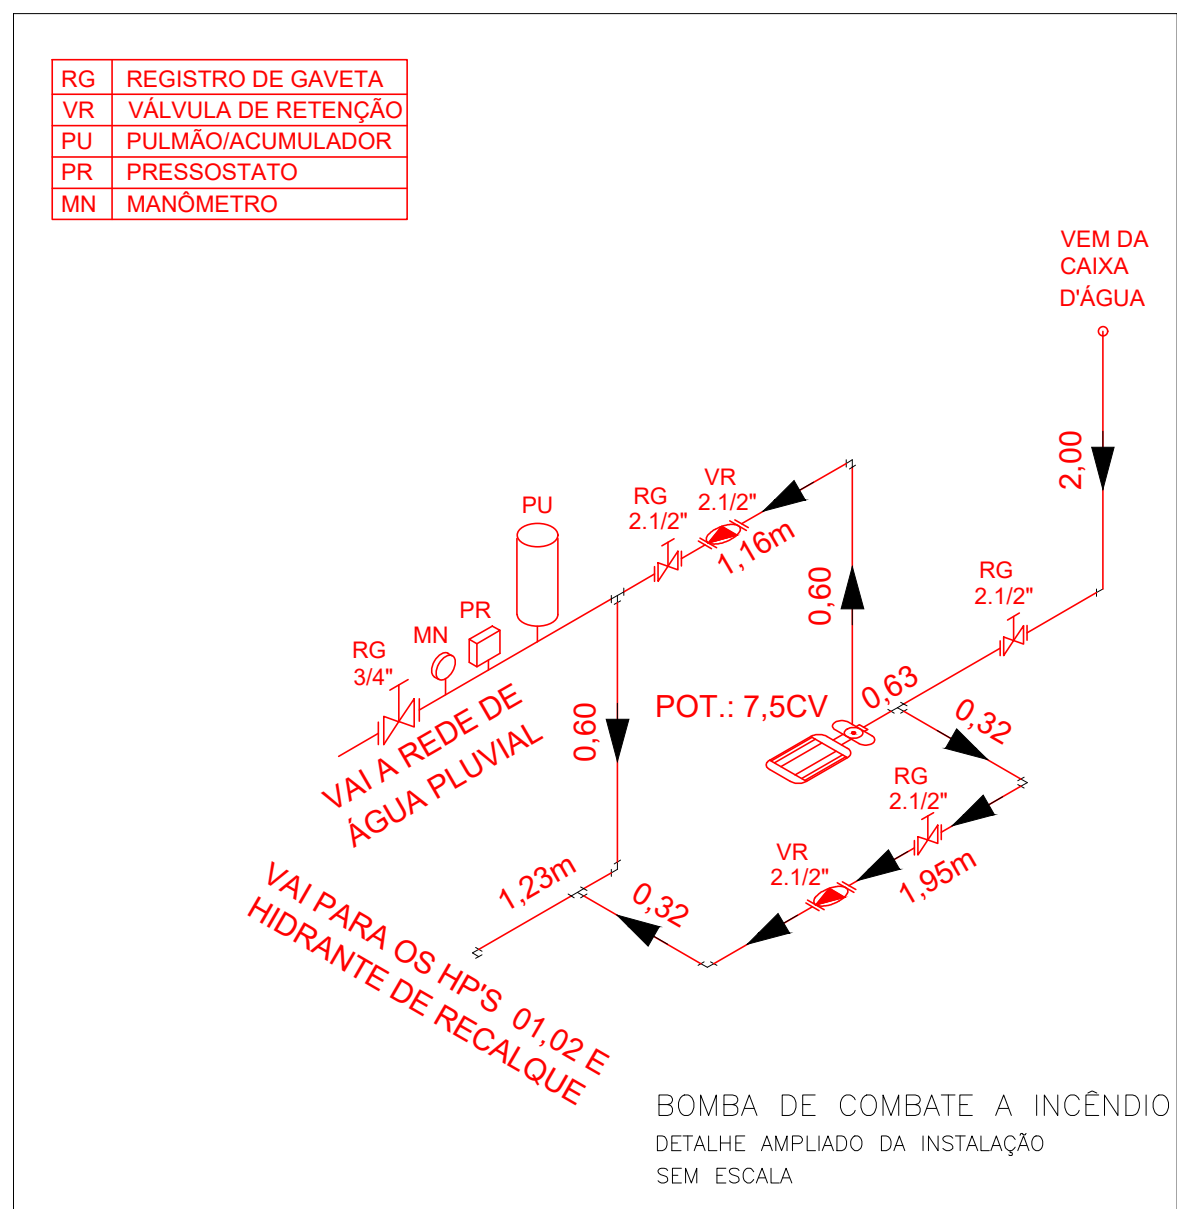 RG REGISTRO DE GAVETA
VR VÁLVULA DE RETENÇÃO
PU PULMÃO/ACUMULADOR
PR PRESSOSTATO
MN MANÔMETRO
VEM DA
CAIXA
D'ÁGUA
2,00
VR
2.1/2"
RG
2.1/2"
PU
1,16m
RG
2.1/2"
0,60
PR
MN
RG
3/4"
VAI A REDE DE
ÁGUA PLUVIAL
0,60
POT.: 7,5CV
0,63
0,32
RG
2.1/2"
VR
2.1/2"
1,95m
0,32
1,23m
VAI PARA OS HP'S 01,02 E
HIDRANTE DE RECALQUE
BOMBA DE COMBATE A INCÊNDIO
DETALHE AMPLIADO DA INSTALAÇÃO
SEM ESCALA